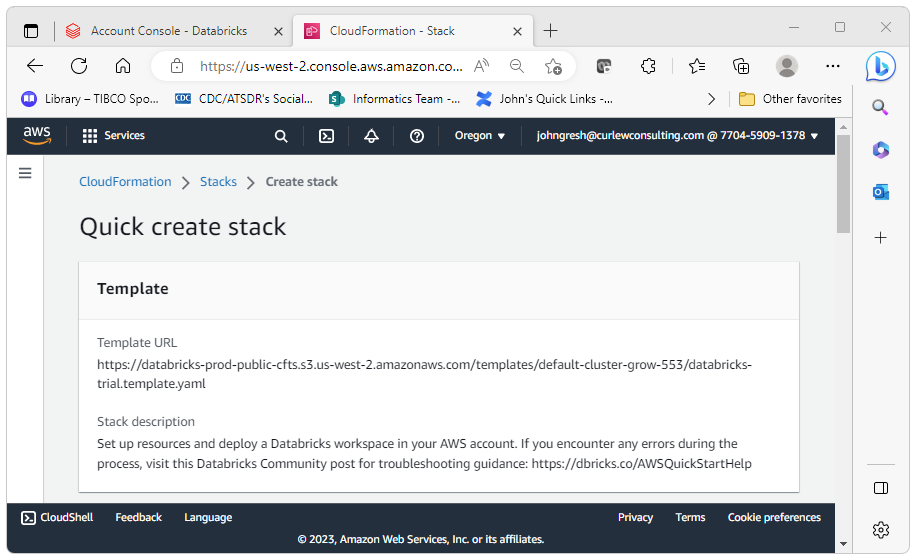 Account Console - Databricks
CloudFormation - Stack
https://us-west-2.console.aws.amazon.co...
Library – TIBCO Spo...
CDC CDC/ATSDR's Social...
Informatics Team -...
John's Quick Links -...
Other favorites
aws
Services
Oregon
johngresh@curlewconsulting.com @ 7704-5909-1378
CloudFormation
Stacks
Create stack
Quick create stack
Template
Template URL
https://databricks-prod-public-cfts.s3.us-west-2.amazonaws.com/templates/default-cluster-grow-553/databricks-
trial.template.yaml
Stack description
Set up resources and deploy a Databricks workspace in your AWS account. If you encounter any errors during the
process, visit this Databricks Community post for troubleshooting guidance: https://dbricks.co/AWSQuickStartHelp
CloudShell
Feedback
Language
Privacy
Terms
Cookie preferences
© 2023, Amazon Web Services, Inc. or its affiliates.